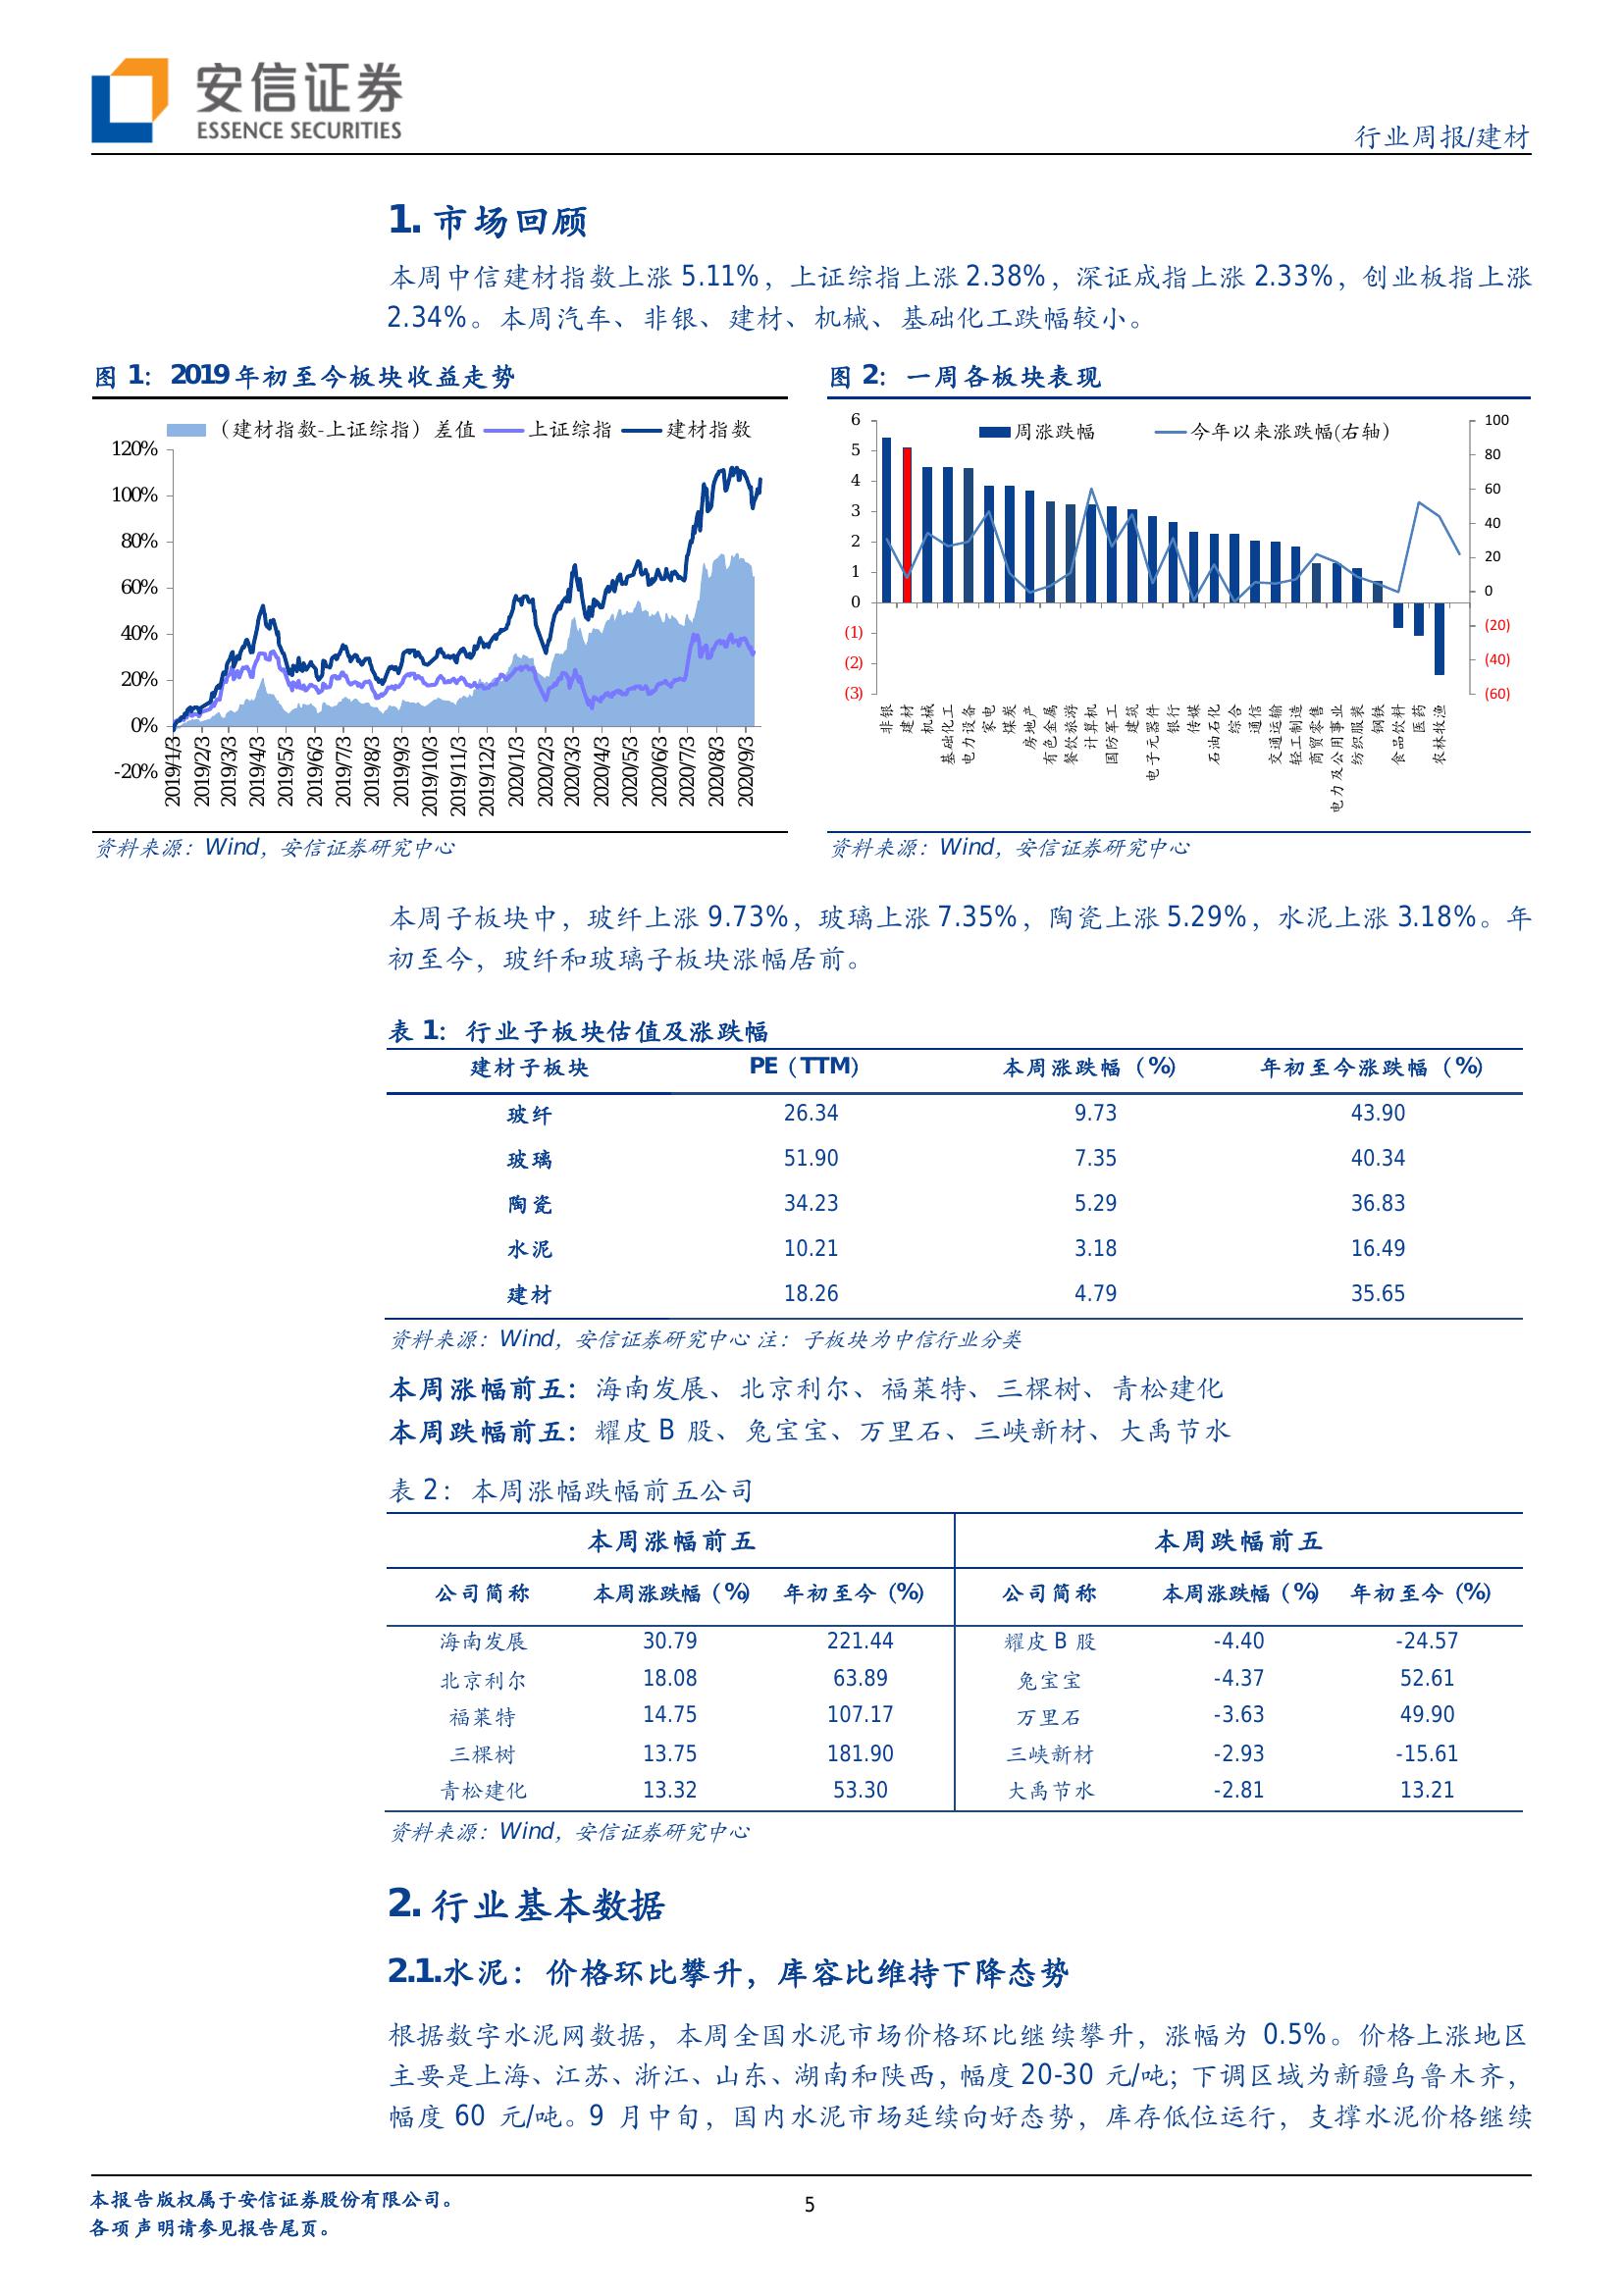 安信证券
ESSENCE SECURITIES
行业周报/建材
1. 市场回顾
本周中信建材指数上涨 5.11%，上证综指上涨 2.38%，深证成指上涨 2.33%，创业板指上涨
2.34%。本周汽车、非银、建材、机械、基础化工跌幅较小。
图 1：2019 年初至今板块收益走势
（建材指数-上证综指）差值 上证综指 建材指数
120%
100%
80%
60%
40%
20%
0%
-20%
2019/1/3
2019/2/3
2019/3/3
2019/4/3
2019/5/3
2019/6/3
2019/7/3
2019/8/3
2019/9/3
2019/10/3
2019/11/3
2019/12/3
2020/1/3
2020/2/3
2020/3/3
2020/4/3
2020/5/3
2020/6/3
2020/7/3
2020/8/3
2020/9/3
资料来源：Wind，安信证券研究中心
图 2：一周各板块表现
周涨跌幅 今年以来涨跌幅(右轴)
6
5
4
3
2
1
0
(1)
(2)
(3)
100
80
60
40
20
0
(20)
(40)
(60)
非银
建材
机械
基础化工
电力设备
家电
煤炭
房地产
有色金属
餐饮旅游
计算机
国防军工
建筑
电子元器件
银行
传媒
石油石化
综合
通信
交通运输
轻工制造
商贸零售
电力及公用事业
纺织服装
钢铁
食品饮料
医药
农林牧渔
资料来源：Wind，安信证券研究中心
本周子板块中，玻纤上涨 9.73%，玻璃上涨 7.35%，陶瓷上涨 5.29%，水泥上涨 3.18%。年
初至今，玻纤和玻璃子板块涨幅居前。
表 1：行业子板块估值及涨跌幅
建材子板块 PE（TTM） 本周涨跌幅（%） 年初至今涨跌幅（%）
玻纤 26.34 9.73 43.90
玻璃 51.90 7.35 40.34
陶瓷 34.23 5.29 36.83
水泥 10.21 3.18 16.49
建材 18.26 4.79 35.65
资料来源：Wind，安信证券研究中心 注：子板块为中信行业分类
本周涨幅前五：海南发展、北京利尔、福莱特、三棵树、青松建化
本周跌幅前五：耀皮 B 股、兔宝宝、万里石、三峡新材、大禹节水
表 2：本周涨幅跌幅前五公司
本周涨幅前五 本周跌幅前五
公司简称 本周涨跌幅（%） 年初至今（%） 公司简称 本周涨跌幅（%） 年初至今（%）
海南发展 30.79 221.44 耀皮 B 股 -4.40 -24.57
北京利尔 18.08 63.89 兔宝宝 -4.37 52.61
福莱特 14.75 107.17 万里石 -3.63 49.90
三棵树 13.75 181.90 三峡新材 -2.93 -15.61
青松建化 13.32 53.30 大禹节水 -2.81 13.21
资料来源：Wind，安信证券研究中心
2. 行业基本数据
2.1.水泥：价格环比攀升，库容比维持下降态势
根据数字水泥网数据，本周全国水泥市场价格环比继续攀升，涨幅为 0.5%。价格上涨地区
主要是上海、江苏、浙江、山东、湖南和陕西，幅度 20-30 元/吨；下调区域为新疆乌鲁木齐，
幅度 60 元/吨。9 月中旬，国内水泥市场延续向好态势，库存低位运行，支撑水泥价格继续
本报告版权属于安信证券股份有限公司。
各项声明请参见报告尾页。
5